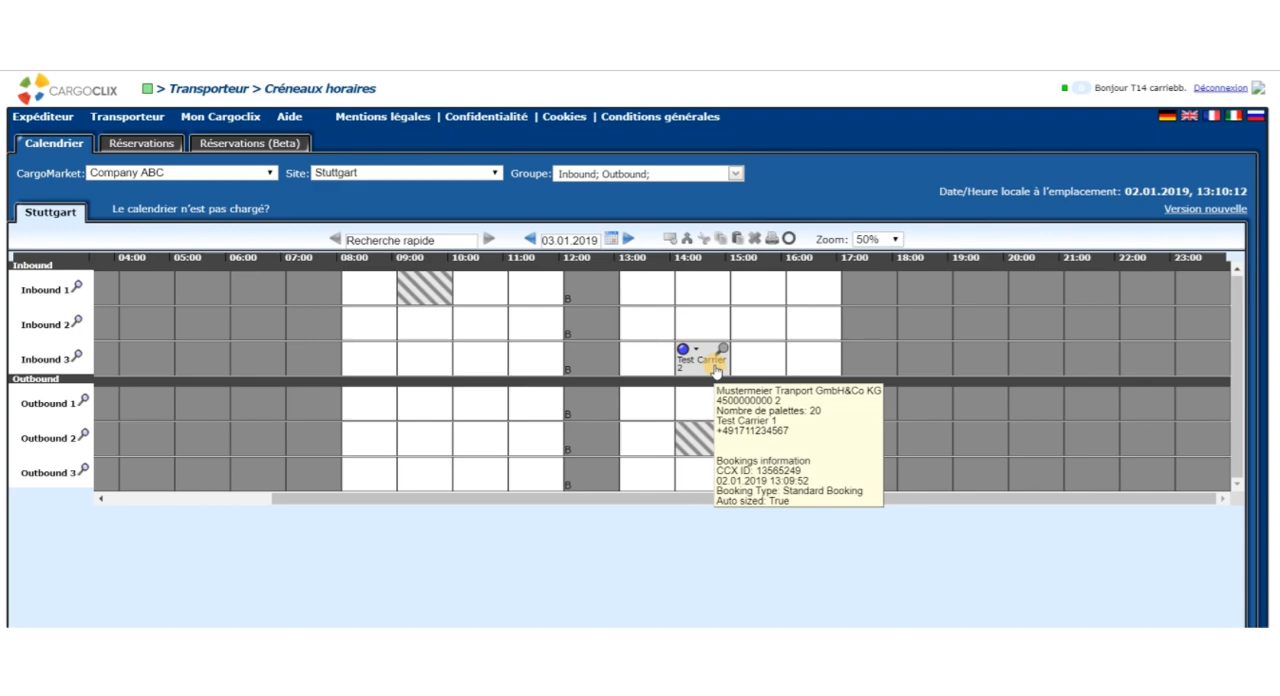 CARGOCLIX > Transporteur > Créneaux horaires Bonjour T14 carriebb. Déconnexion
Expéditeur Transporteur Mon Cargoclix Aide Mentions légales | Confidentialité | Cookies | Conditions générales
Calendrier Réservations Réservations (Beta)
CargoMarket: Company ABC Site: Stuttgart Groupe: Inbound; Outbound;
Date/Heure locale à l'emplacement: 02.01.2019, 13:10:12
Stuttgart Le calendrier n'est pas chargé? Version nouvelle
Recherche rapide 03.01.2019 Zoom: 50%
04:00 05:00 06:00 07:00 08:00 09:00 10:00 11:00 12:00 13:00 14:00 15:00 16:00 17:00 18:00 19:00 20:00 21:00 22:00 23:00
Inbound
Inbound 1 B
Inbound 2 B
Inbound 3 B Test Carrier
2
Outbound
Outbound 1 B
Outbound 2 B
Outbound 3 B
Mustermeier Tranport GmbH&Co KG
4500000000 2
Nombre de palettes: 20
Test Carrier 1
+491711234567
Bookings information
CCX ID: 13565249
02.01.2019 13:09:52
Booking Type: Standard Booking
Auto sized: True